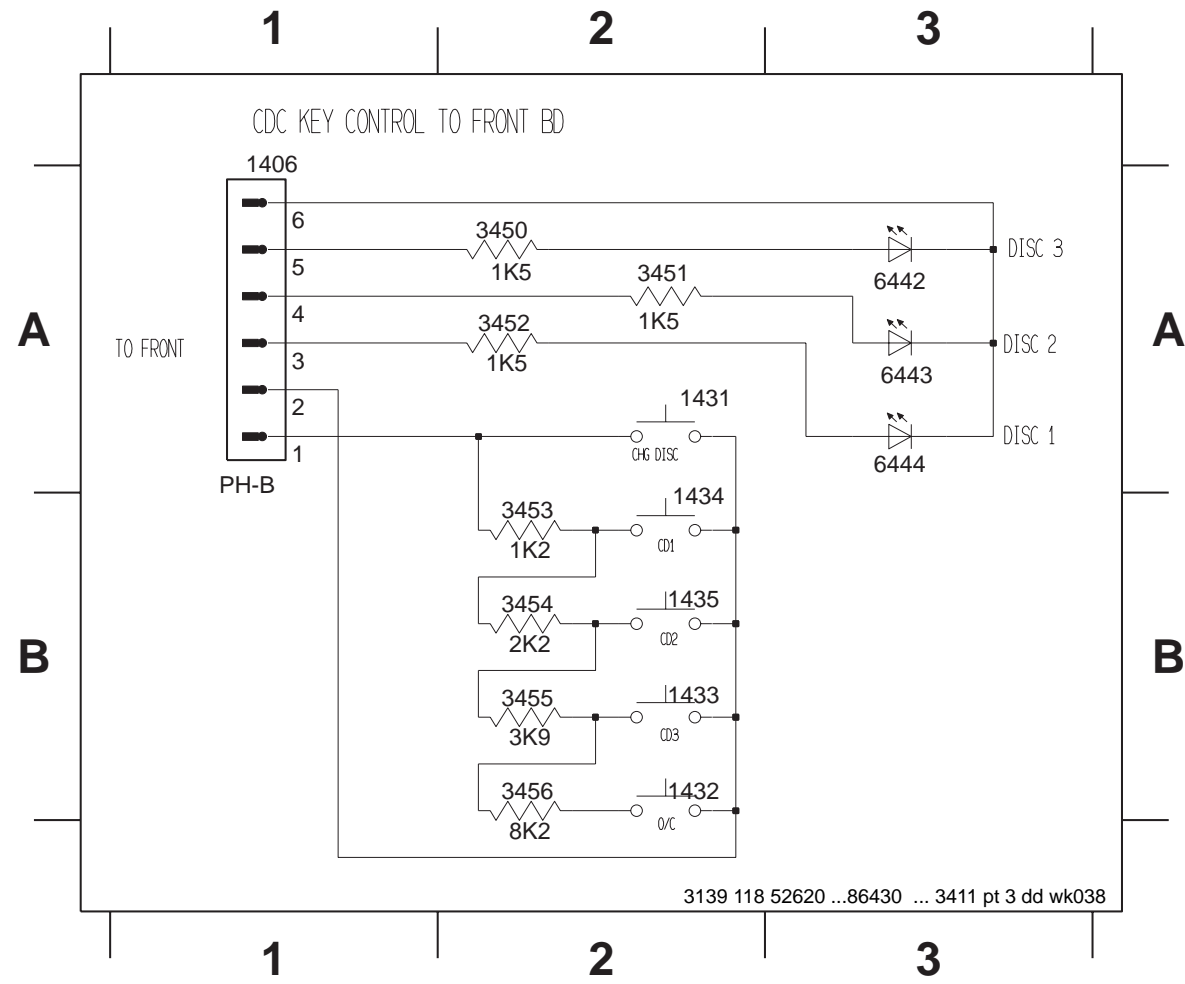 1 2 3
CDC KEY CONTROL TO FRONT BD
1406
6
3450
DISC 3
5
1K5
3451
6442
4
A
3452
1K5
A
TO FRONT
DISC 2
3
1K5
6443
2
1431
1
CHG DISC
DISC 1
6444
PH-B
1434
3453
1K2
CD1
3454
1435
2K2
CD2
B
B
3455
1433
3K9
CD3
3456
1432
8K2
O/C
3139 118 52620 ...86430 ... 3411 pt 3 dd wk038
1 2 3